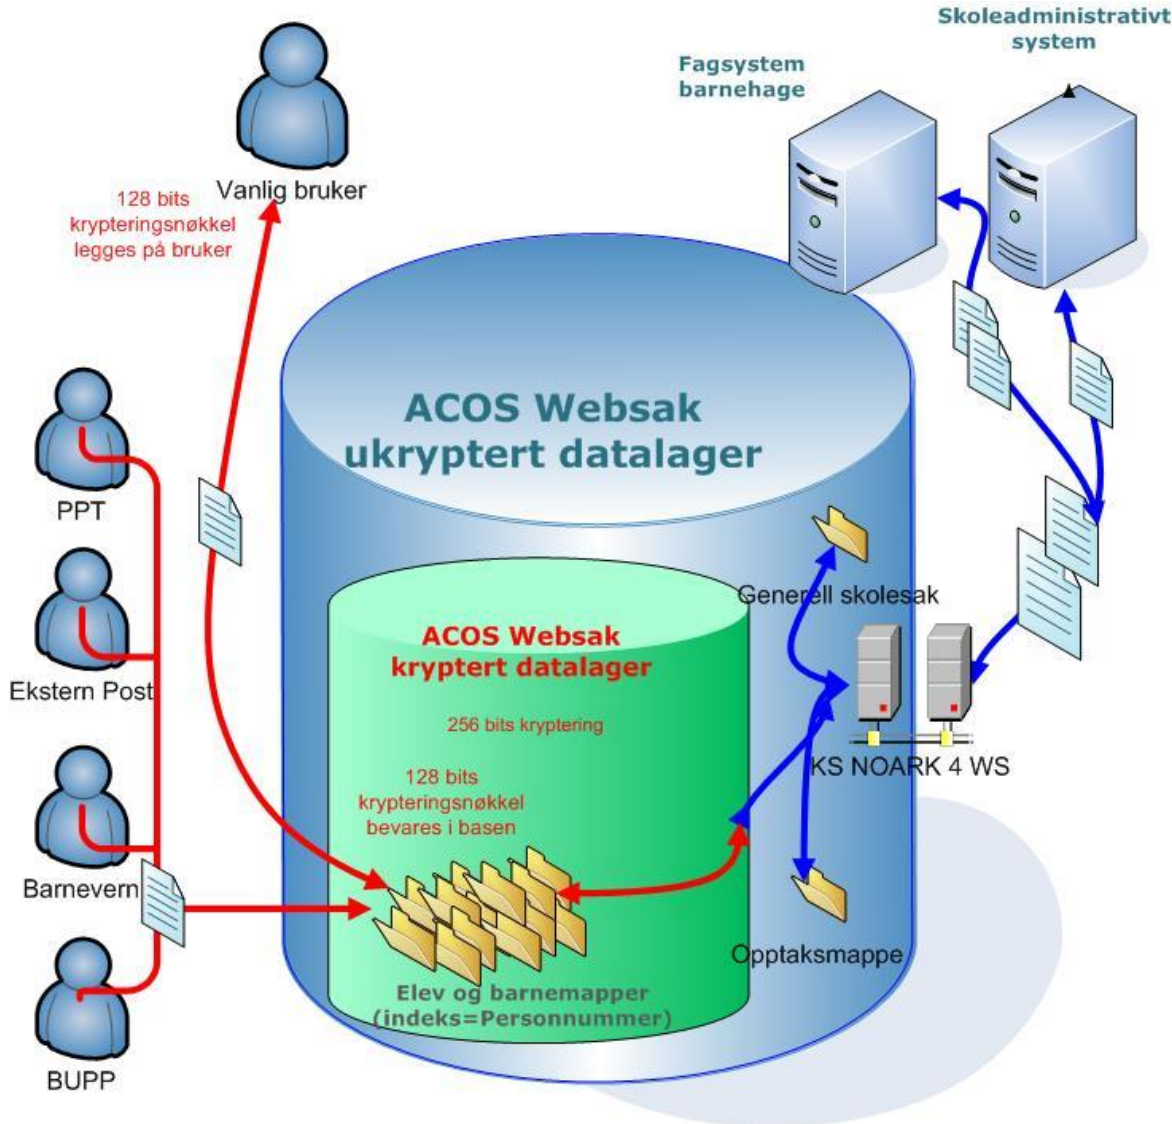 Skoleadministrativt
system
Fagsystem
barnehage
Vanlig bruker
128 bits
krypteringsnøkkel
legges på bruker
ACOS Websak
ukryptert datalager
PPT
Generell skolesak
ACOS Websak
kryptert datalager
Ekstern Post
256 bits kryptering
KS NOARK 4 WS
128 bits
krypteringsnøkkel
bevares i basen
Barnevern
Opptaksmappe
Elev og barnemapper
(indeks=Personnummer)
BUPP